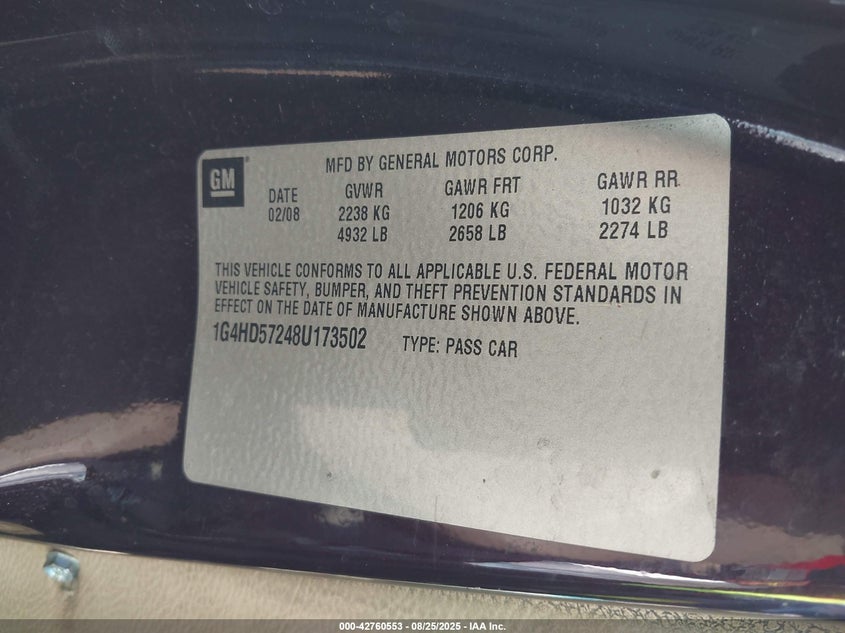 MFD BY GENERAL MOTORS CORP.
GM
DATE GVWR GAWR FRT GAWR RR
02/08 2238 KG 1206 KG 1032 KG
4932 LB 2658 LB 2274 LB
THIS VEHICLE CONFORMS TO ALL APPLICABLE U.S. FEDERAL MOTOR
VEHICLE SAFETY, BUMPER, AND THEFT PREVENTION STANDARDS IN
EFFECT ON THE DATE OF MANUFACTURE SHOWN ABOVE.
1G4HD57248U173502 TYPE: PASS CAR
000-42760553 - 08/25/2025 - IAA Inc.